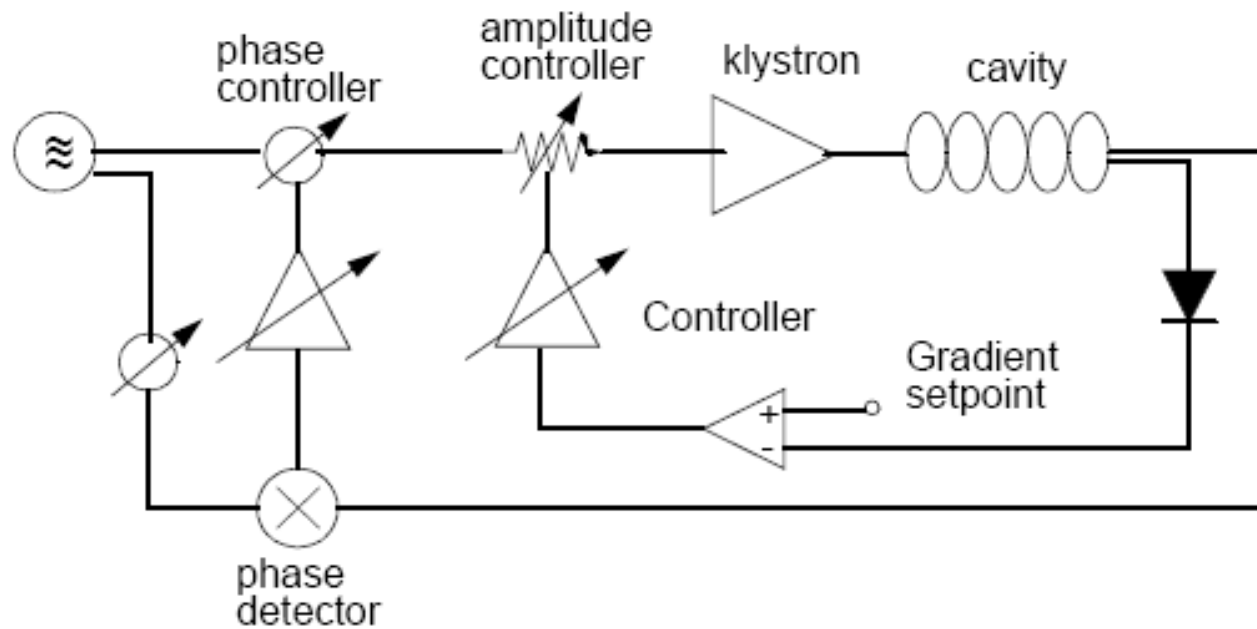 phase
controller
amplitude
controller
klystron
cavity
≋
Controller
Gradient
setpoint
+
-
phase
detector